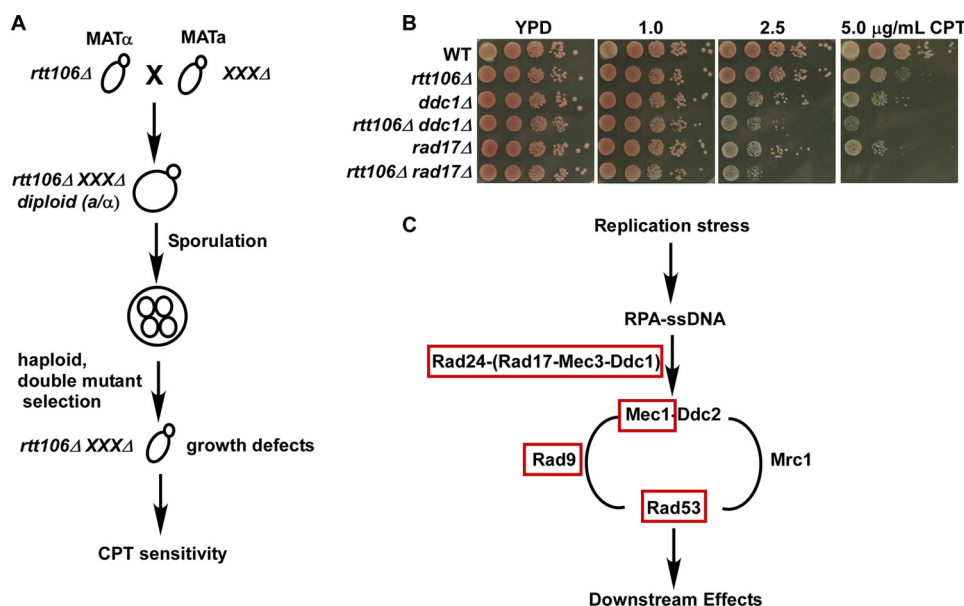 A
MATα
MATa
rtt106Δ
X
XXXΔ
rtt106Δ XXXΔ
diploid (a/α)
Sporulation
haploid,
double mutant
selection
rtt106Δ XXXΔ
growth defects
CPT sensitivity
B
YPD
1.0
2.5
5.0 μg/mL CPT
WT
rtt106Δ
ddc1Δ
rtt106Δ ddc1Δ
rad17Δ
rtt106Δ rad17Δ
C
Replication stress
RPA-ssDNA
Rad24-(Rad17-Mec3-Ddc1)
Mec1-Ddc2
Rad9
Mrc1
Rad53
Downstream Effects